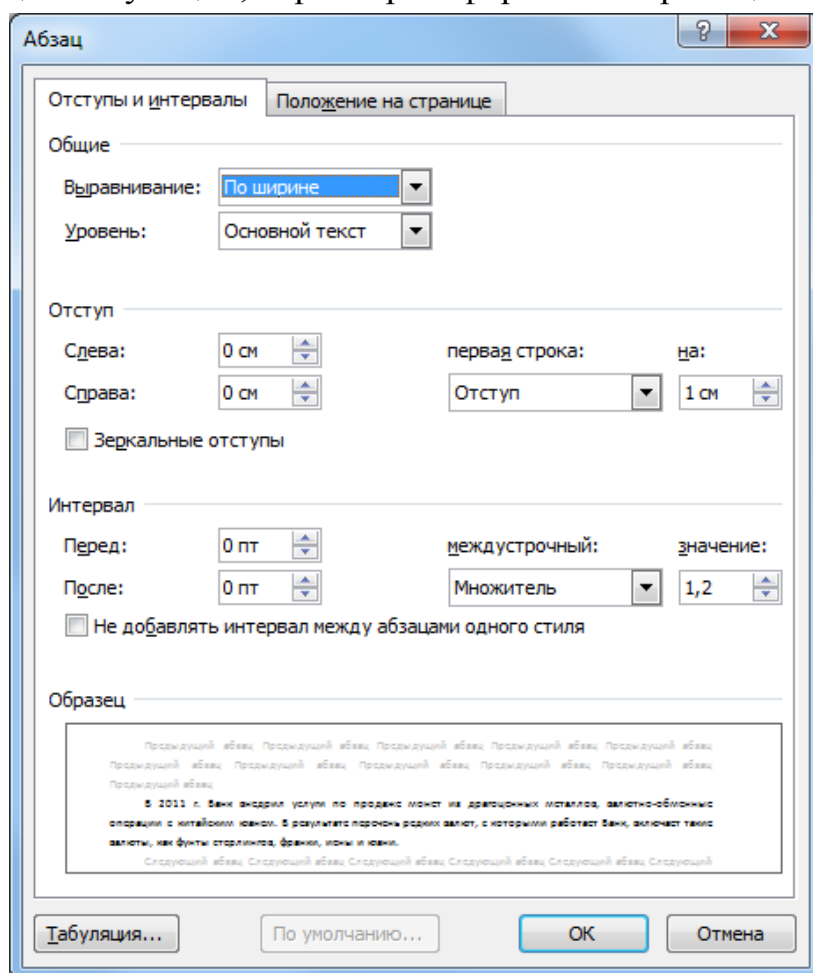 Абзац
Отступы и интервалы Положение на странице
Общие
Выравнивание: По ширине
Уровень: Основной текст
Отступ
Слева: 0 см первая строка: на:
Справа: 0 см Отступ 1 см
Зеркальные отступы
Интервал
Перед: 0 пт междустрочный: значение:
После: 0 пт Множитель 1,2
Не добавлять интервал между абзацами одного стиля
Образец
Предыдущий абзац Предыдущий абзац Предыдущий абзац Предыдущий абзац Предыдущий абзац
Предыдущий абзац Предыдущий абзац Предыдущий абзац Предыдущий абзац Предыдущий абзац
Предыдущий абзац
В 2011 г. Банк внедрил услуги по продаже монет из драгоценных металлов, валютно-обменные
операции с китайским юанем. В результате перечень редких валют, с которыми работает Банк, включает такие
валюты, как фунты стерлингов, франки, иены и юани.
Следующий абзац Следующий абзац Следующий абзац Следующий абзац Следующий абзац Следующий
Табуляция... По умолчанию... ОК Отмена